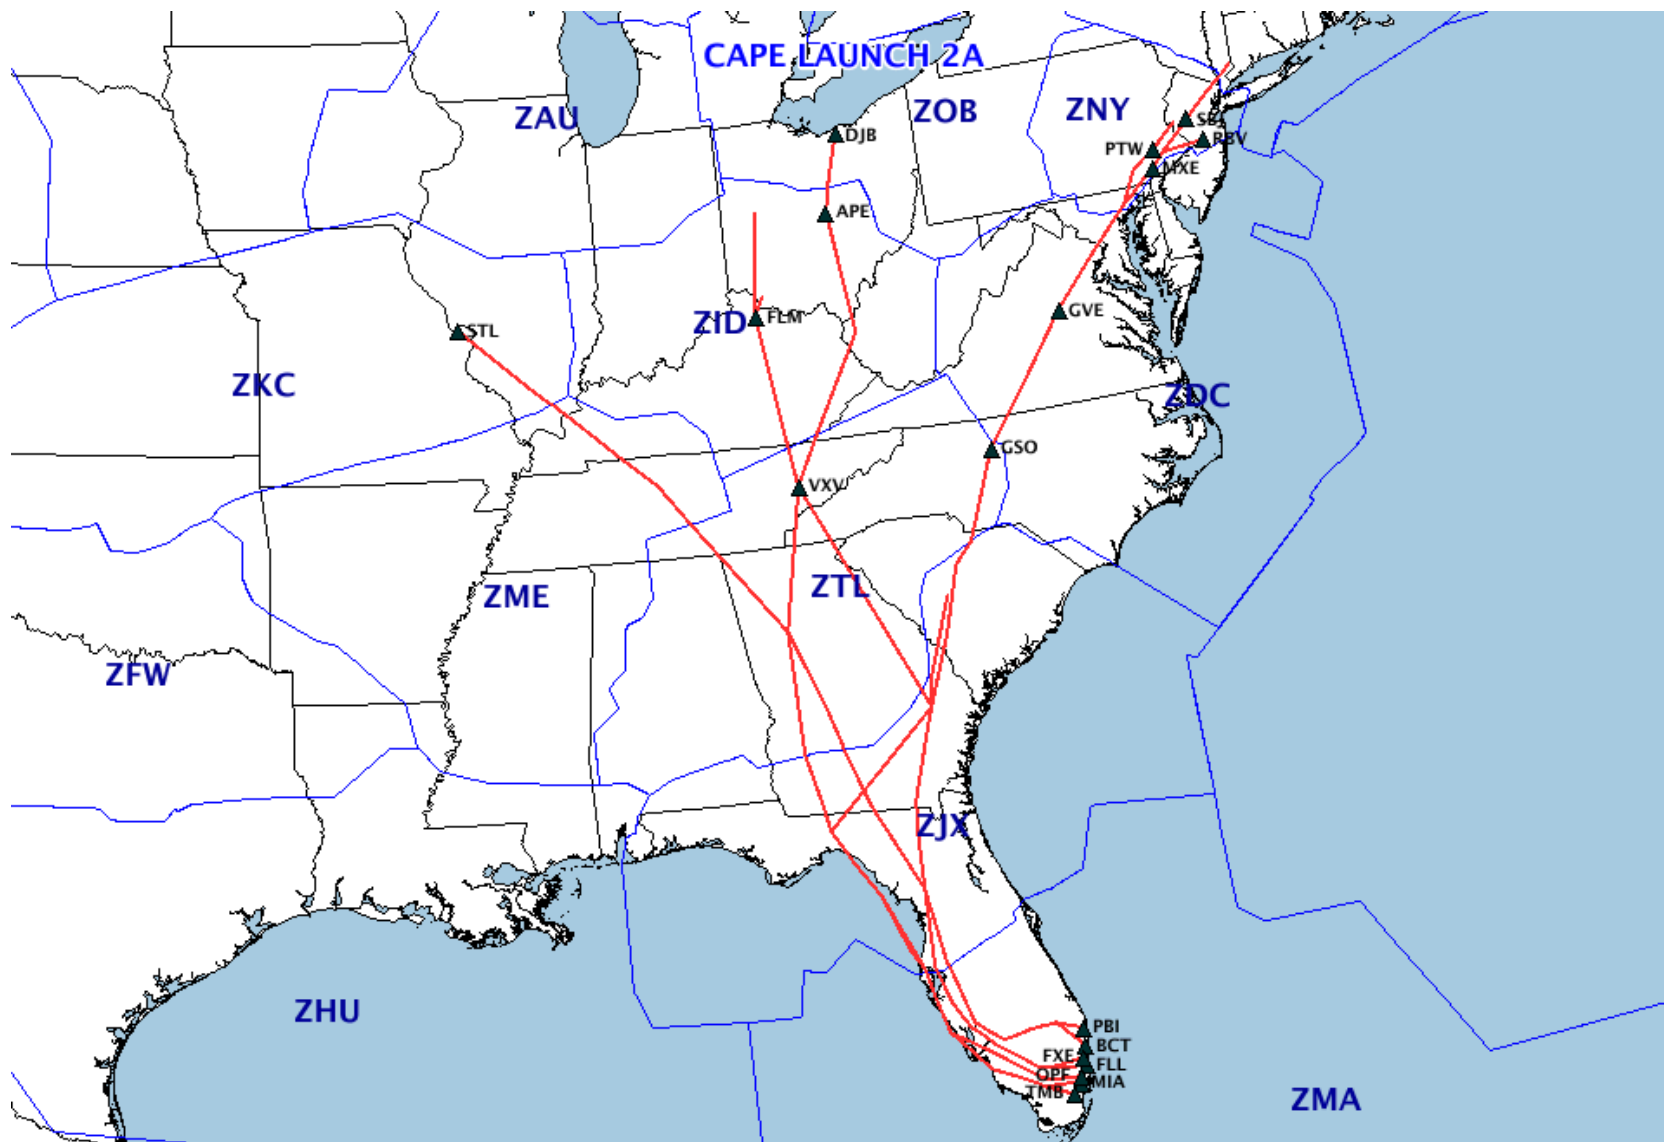 CAPE LAUNCH 2A
ZAU
ZOB
ZNY
DJB
RBV
PTW
MXE
APE
GVE
ZID
FLM
STL
ZKC
ZDC
GSO
VXV
ZME
ZTL
ZFW
ZJX
ZHU
PBI
BCT
FXE
FLL
OPF
MIA
TMB
ZMA